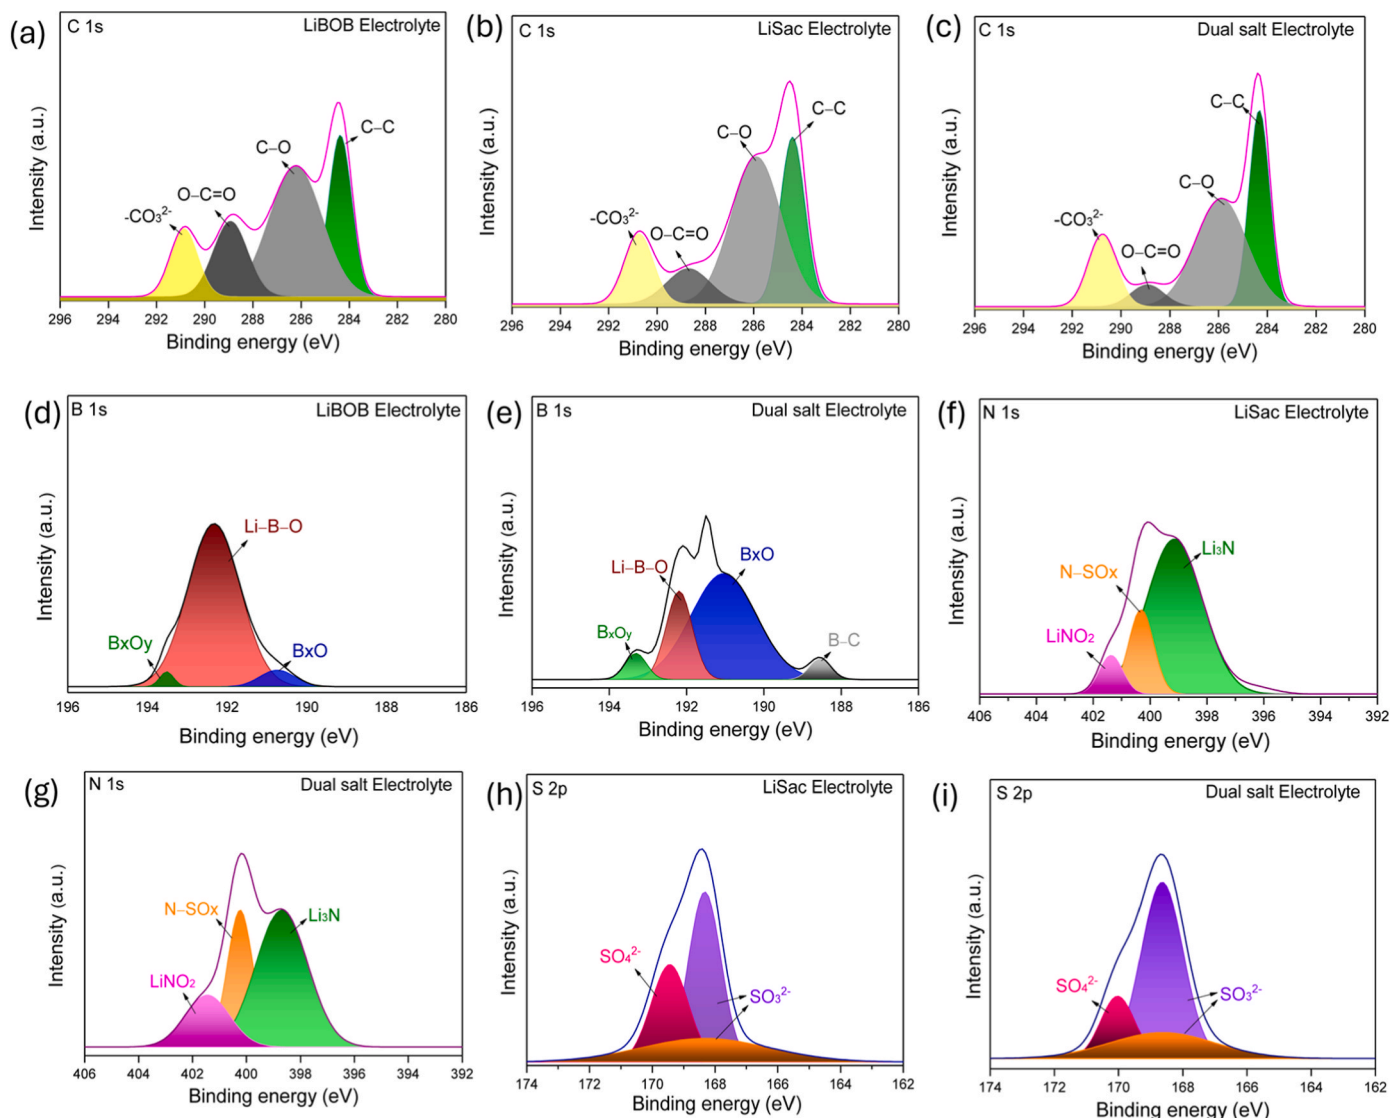 (a)
C 1s
LiBOB Electrolyte
C–C
C–O
O–C=O
-CO₃²⁻
Intensity (a.u.)
296 294 292 290 288 286 284 282 280
Binding energy (eV)
(b)
C 1s
LiSac Electrolyte
C–C
C–O
O–C=O
-CO₃²⁻
Intensity (a.u.)
296 294 292 290 288 286 284 282 280
Binding energy (eV)
(c)
C 1s
Dual salt Electrolyte
C–C
C–O
O–C=O
-CO₃²⁻
Intensity (a.u.)
296 294 292 290 288 286 284 282 280
Binding energy (eV)
(d)
B 1s
LiBOB Electrolyte
Li–B–O
BxOy
BxO
Intensity (a.u.)
196 194 192 190 188 186
Binding energy (eV)
(e)
B 1s
Dual salt Electrolyte
BxO
Li–B–O
BxOy
B–C
Intensity (a.u.)
196 194 192 190 188 186
Binding energy (eV)
(f)
N 1s
LiSac Electrolyte
Li₃N
N–SOx
LiNO₂
Intensity (a.u.)
406 404 402 400 398 396 394 392
Binding energy (eV)
(g)
N 1s
Dual salt Electrolyte
N–SOx
Li₃N
LiNO₂
Intensity (a.u.)
406 404 402 400 398 396 394 392
Binding energy (eV)
(h)
S 2p
LiSac Electrolyte
SO₄²⁻
SO₃²⁻
Intensity (a.u.)
174 172 170 168 166 164 162
Binding energy (eV)
(i)
S 2p
Dual salt Electrolyte
SO₄²⁻
SO₃²⁻
Intensity (a.u.)
174 172 170 168 166 164 162
Binding energy (eV)